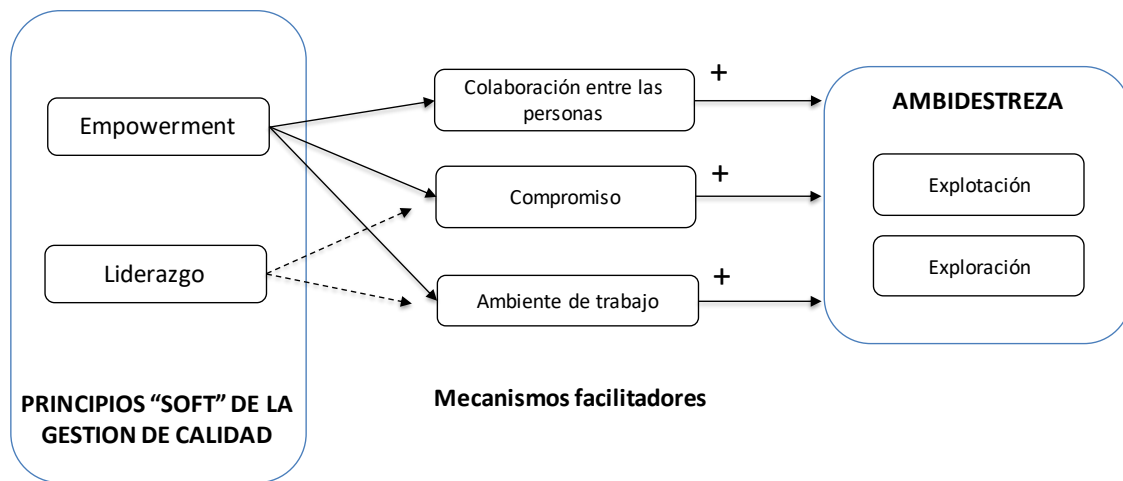 Empowerment
Liderazgo
PRINCIPIOS “SOFT” DE LA
GESTION DE CALIDAD
Colaboración entre las
personas
Compromiso
Ambiente de trabajo
Mecanismos facilitadores
+
+
+
AMBIDESTREZA
Explotación
Exploración